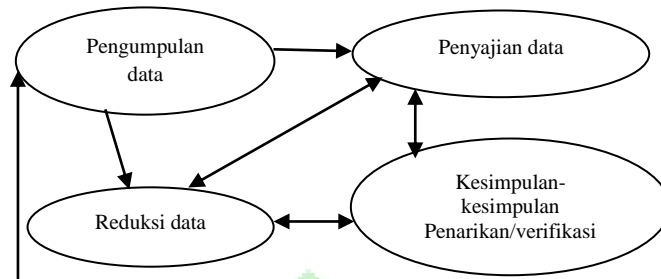 Pengumpulan
data
Penyajian data
Reduksi data
Kesimpulan-
kesimpulan
Penarikan/verifikasi